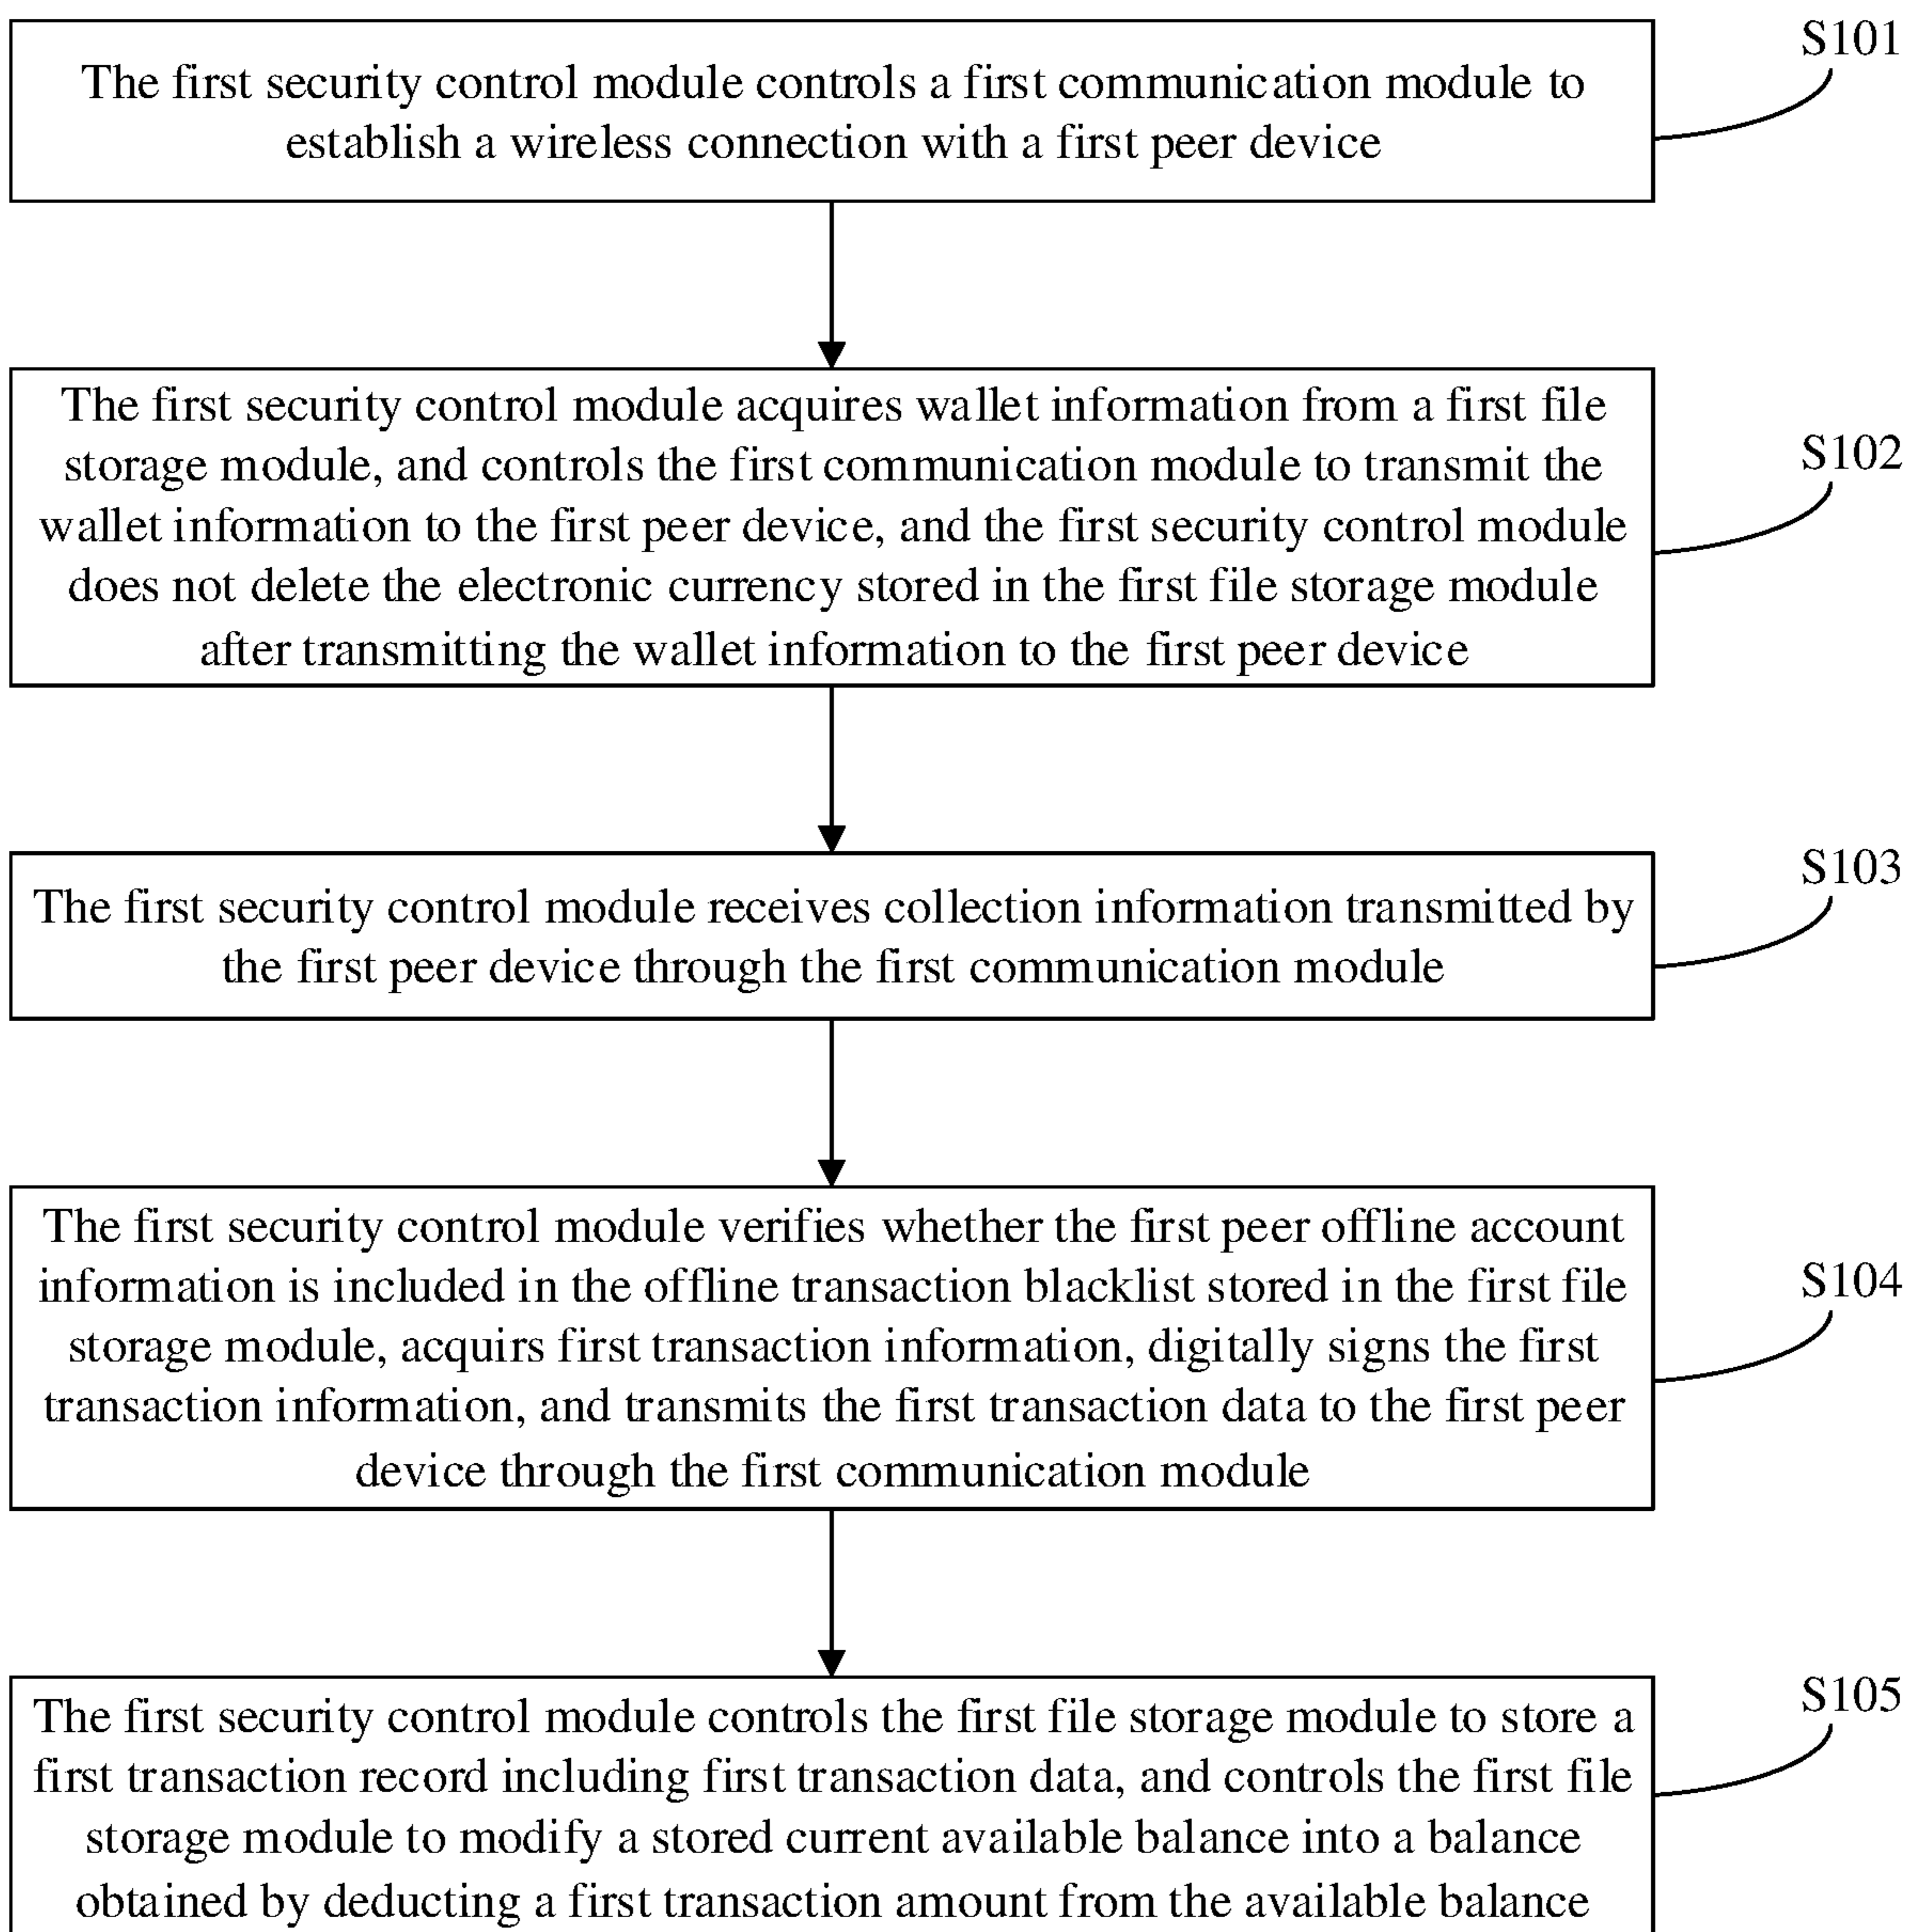 S101
The first security control module controls a first communication module to
establish a wireless connection with a first peer device
S102
The first security control module acquires wallet information from a first file
storage module, and controls the first communication module to transmit the
wallet information to the first peer device, and the first security control module
does not delete the electronic currency stored in the first file storage module
after transmitting the wallet information to the first peer device
S103
The first security control module receives collection information transmitted by
the first peer device through the first communication module
S104
The first security control module verifies whether the first peer offline account
information is included in the offline transaction blacklist stored in the first file
storage module, acquirs first transaction information, digitally signs the first
transaction information, and transmits the first transaction data to the first peer
device through the first communication module
S105
The first security control module controls the first file storage module to store a
first transaction record including first transaction data, and controls the first file
storage module to modify a stored current available balance into a balance
obtained by deducting a first transaction amount from the available balance